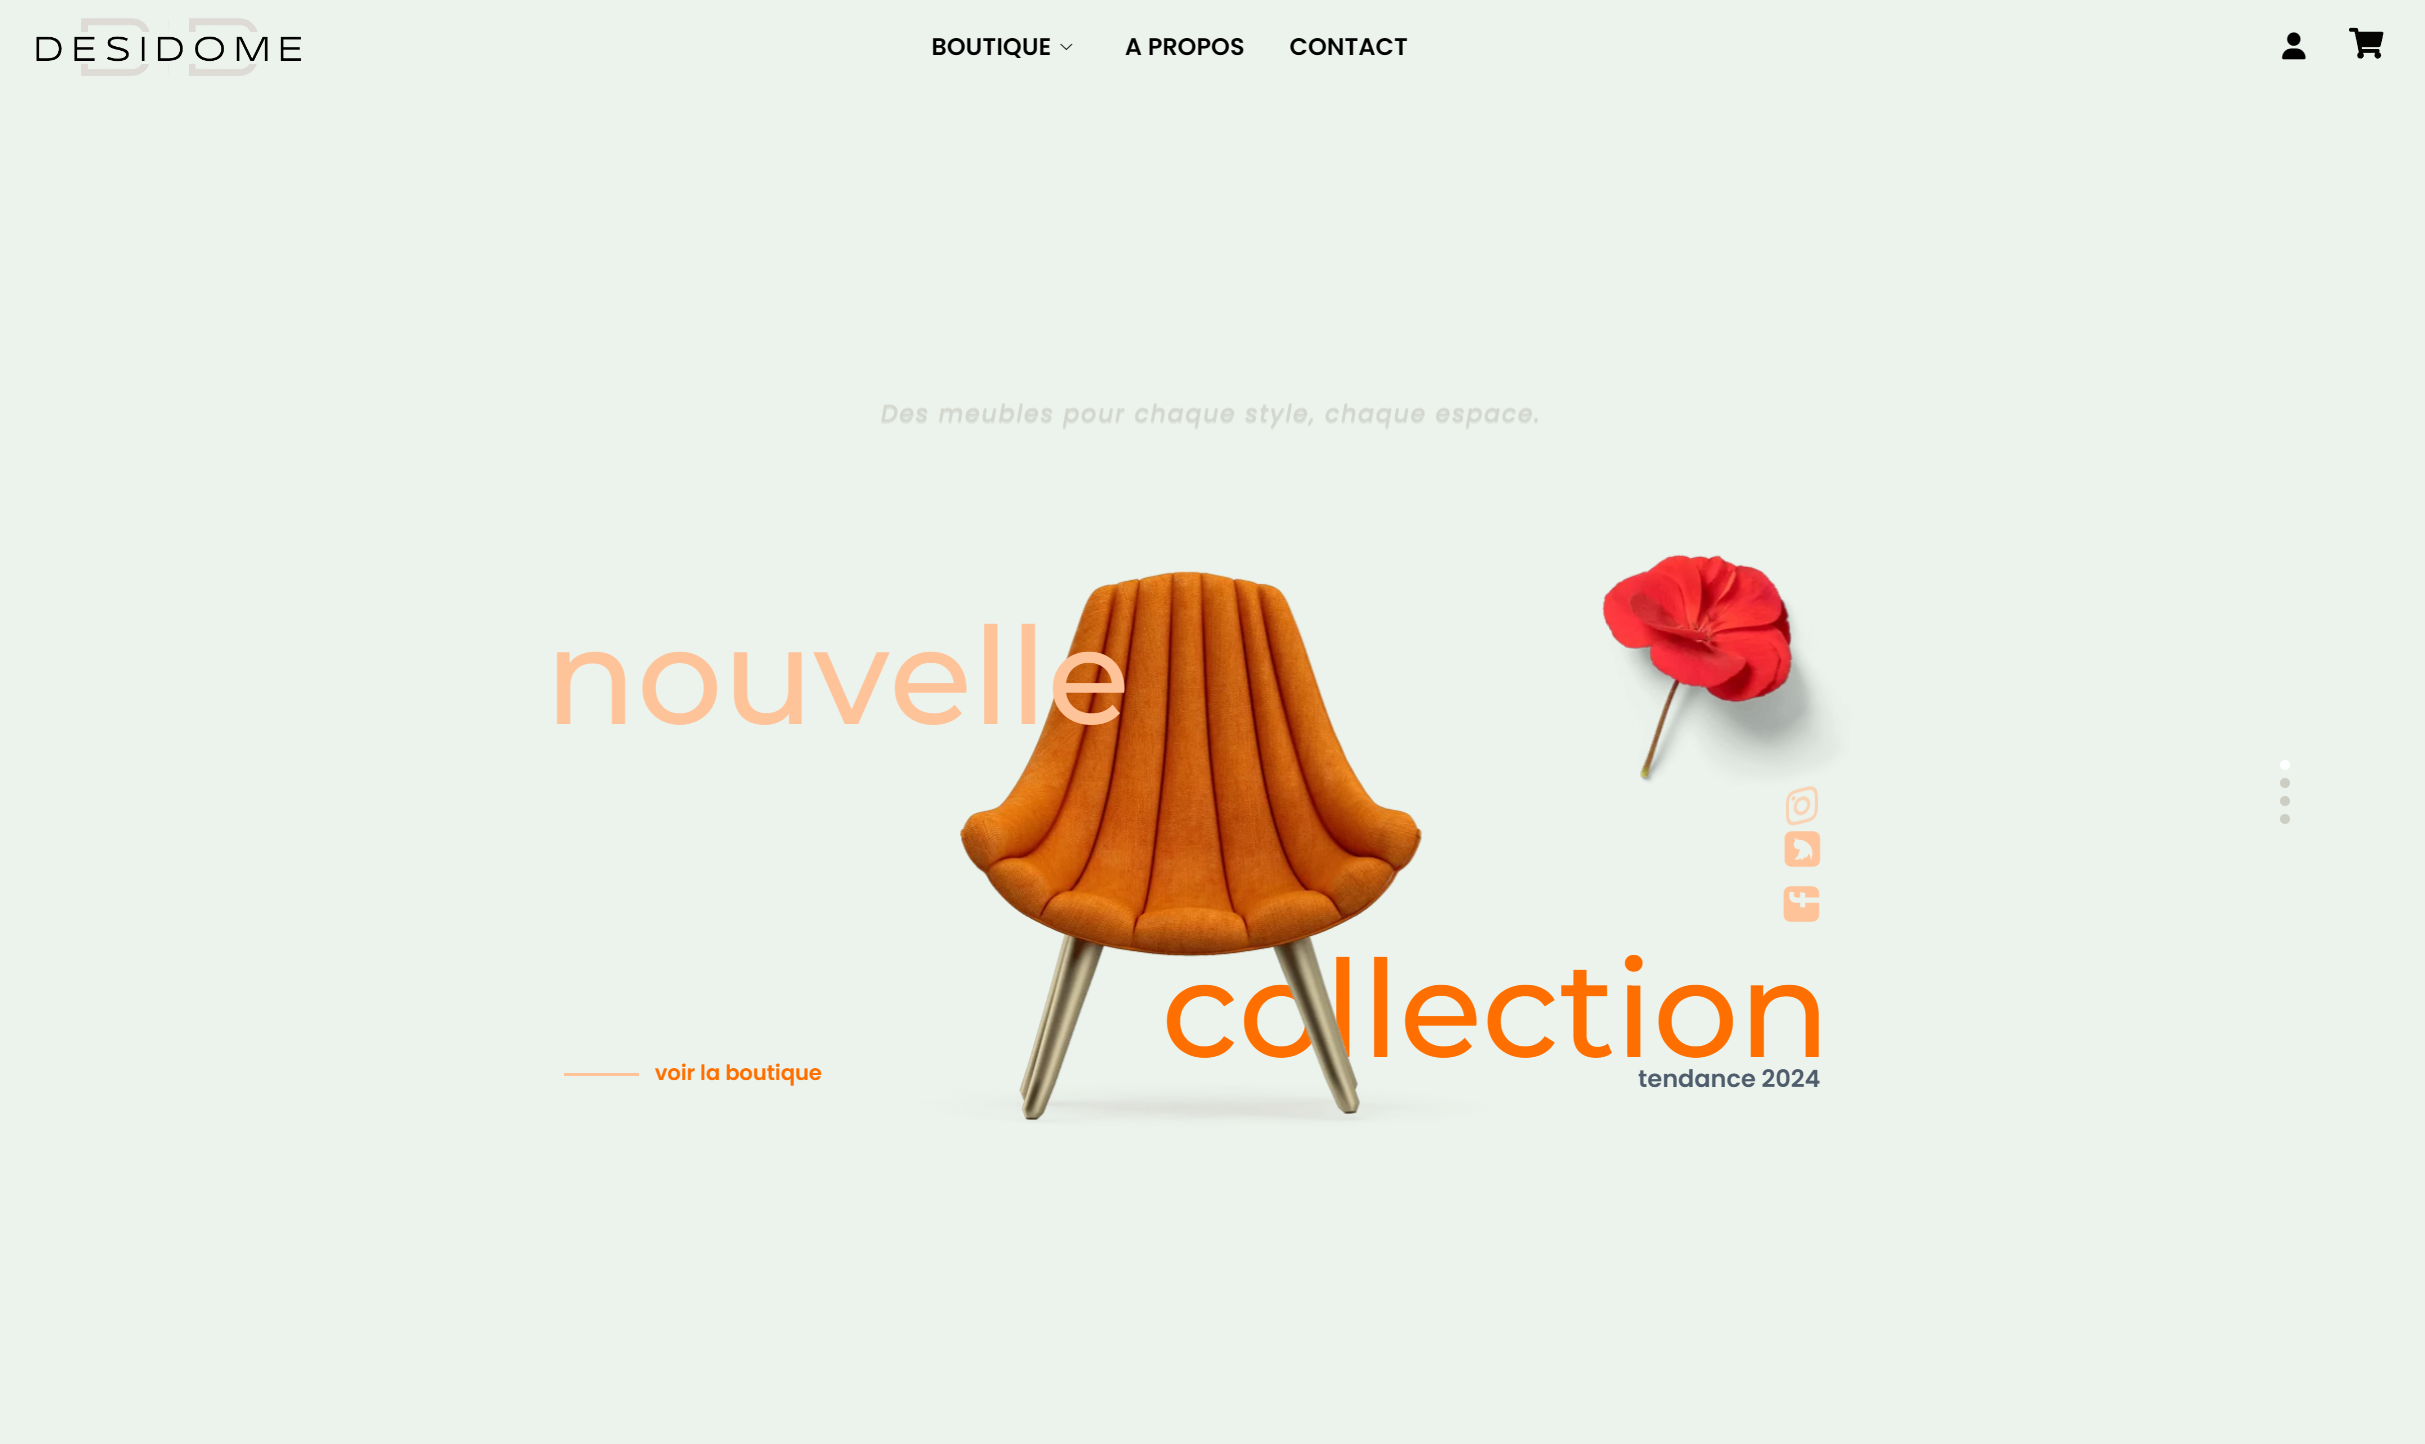 DESIDOME
BOUTIQUE
A PROPOS
CONTACT
Des meubles pour chaque style, chaque espace.
nouvelle
collection
voir la boutique
tendance 2024